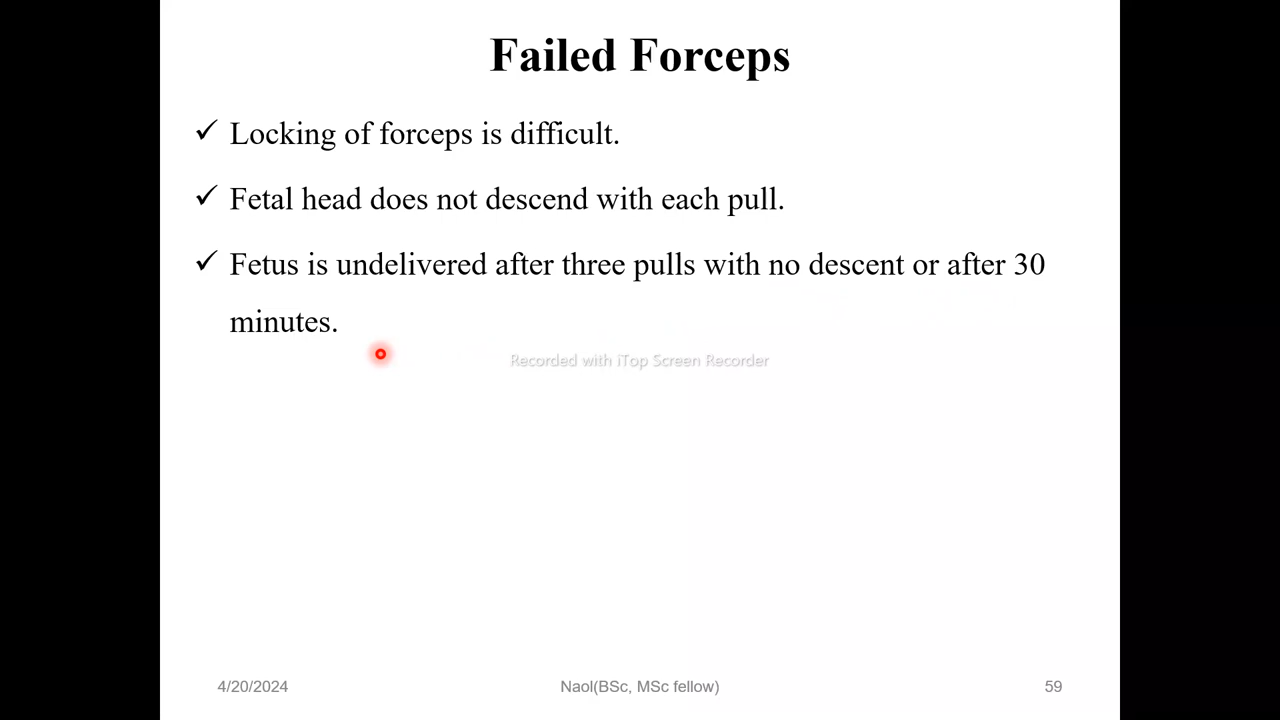 Failed Forceps
✓ Locking of forceps is difficult.
✓ Fetal head does not descend with each pull.
✓ Fetus is undelivered after three pulls with no descent or after 30
minutes.
Recorded with iTop Screen Recorder
4/20/2024 Naol(BSc, MSc fellow) 59